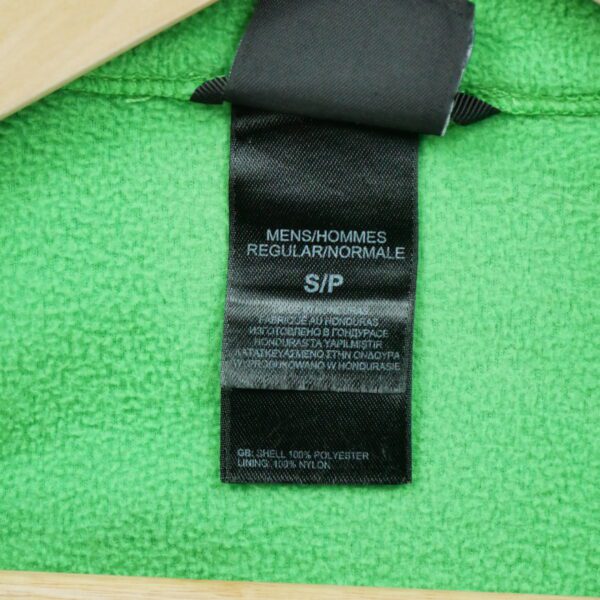 MENS/HOMMES
REGULAR/NORMALE
S/P
FABRIQUE AU HONDURAS
ИЗГОТОВЛЕНО В ГОНДУРАСЕ
HONDURAS'TA YAPILMIŞTIR
ΚΑΤΑΣΚΕΥΑΣΜΕΝΟ ΣΤΗΝ ΟΝΔΟΥΡΑ
WYPRODUKOWANO W HONDURASIE
GB: SHELL 100% POLYESTER
LINING: 100% NYLON